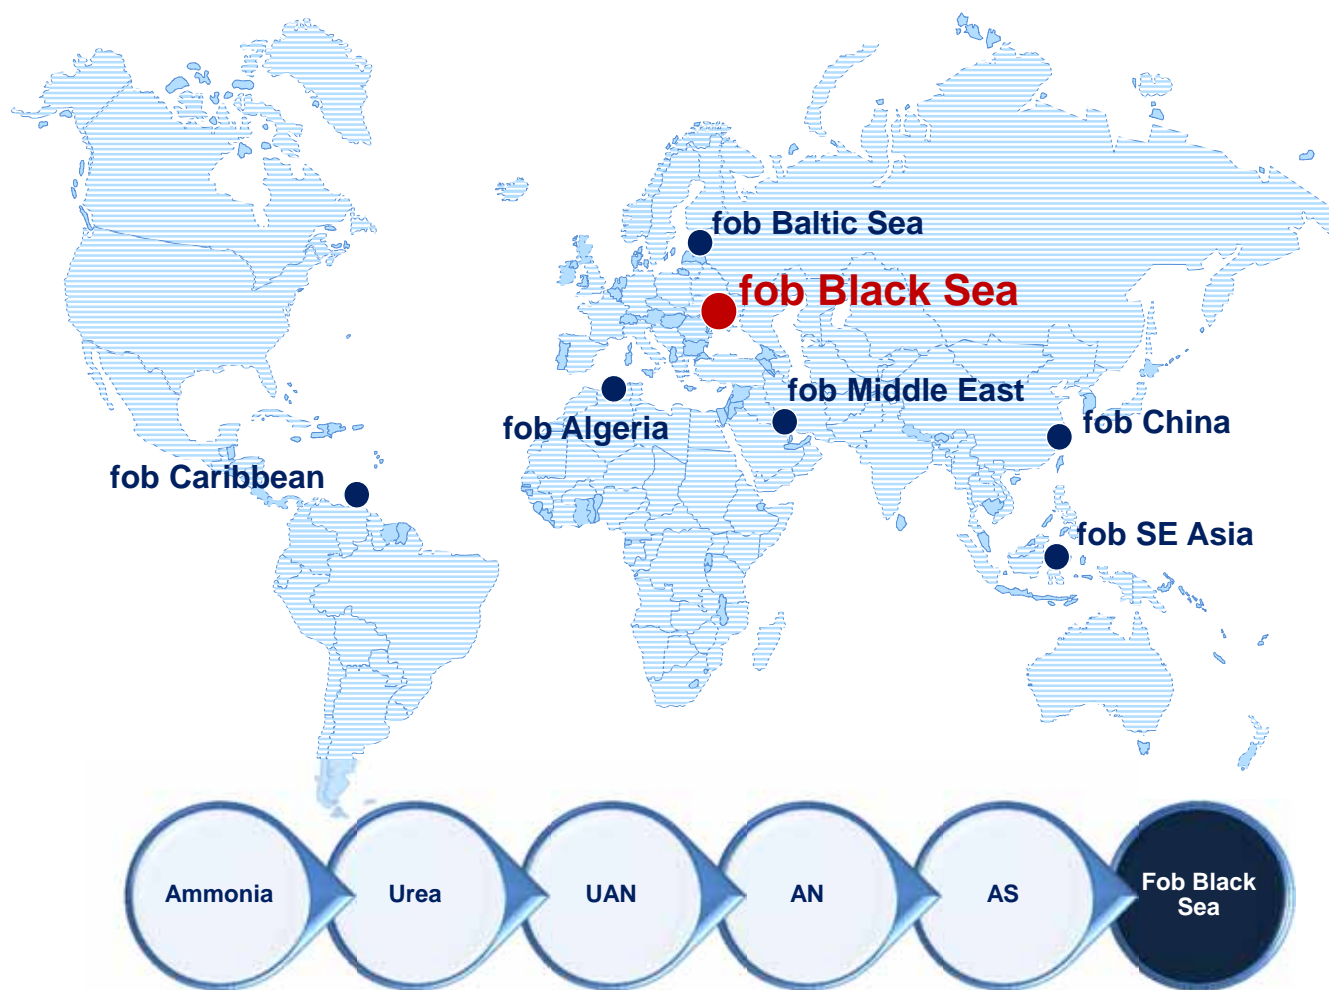 fob Baltic Sea
fob Black Sea
fob Middle East
fob Algeria
fob China
fob Caribbean
fob SE Asia
Ammonia
Urea
UAN
AN
AS
Fob Black
Sea